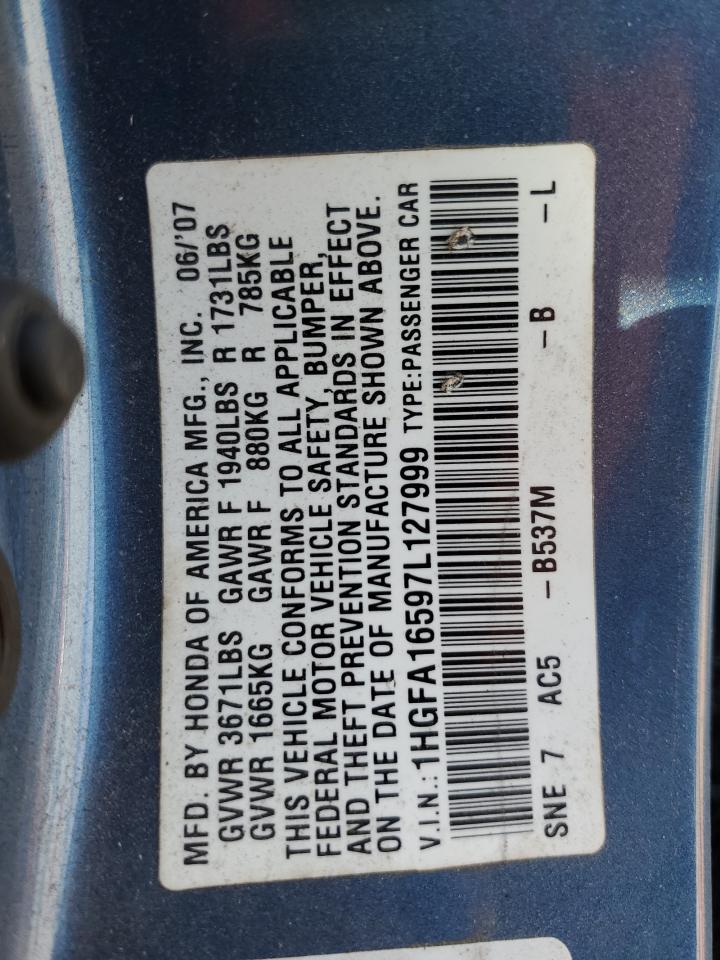 MFD. BY HONDA OF AMERICA MFG., INC. 06/'07
GVWR 3671LBS GAWR F 1940LBS R 1731LBS
GVWR 1665KG GAWR F 880KG R 785KG
THIS VEHICLE CONFORMS TO ALL APPLICABLE
FEDERAL MOTOR VEHICLE SAFETY, BUMPER,
AND THEFT PREVENTION STANDARDS IN EFFECT
ON THE DATE OF MANUFACTURE SHOWN ABOVE.
V.I.N.: 1HGFA16597L127999 TYPE:PASSENGER CAR
SNE 7 AC5 -B537M -B -L